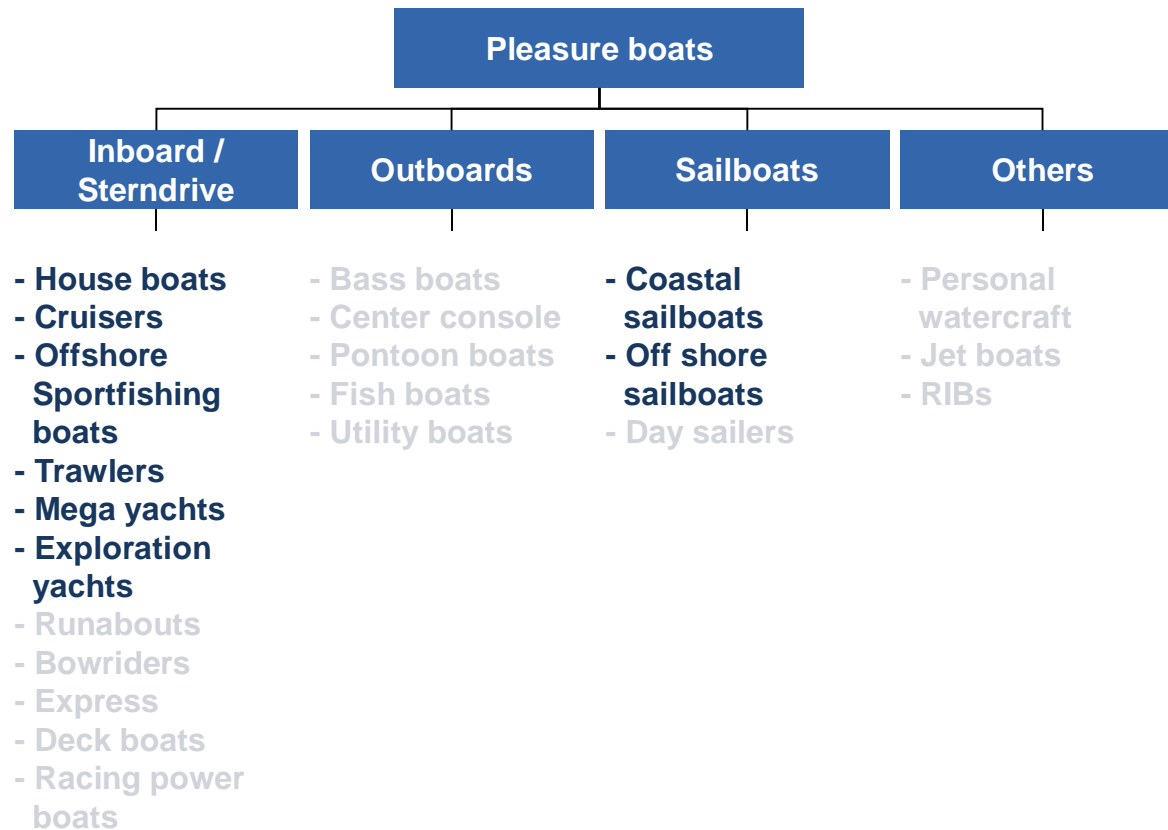 Pleasure boats
Inboard /
Sterndrive
Outboards
Sailboats
Others
- House boats
- Cruisers
- Offshore
Sportfishing
boats
- Trawlers
- Mega yachts
- Exploration
yachts
- Runabouts
- Bowriders
- Express
- Deck boats
- Racing power
boats
- Bass boats
- Center console
- Pontoon boats
- Fish boats
- Utility boats
- Coastal
sailboats
- Off shore
sailboats
- Day sailers
- Personal
watercraft
- Jet boats
- RIBs